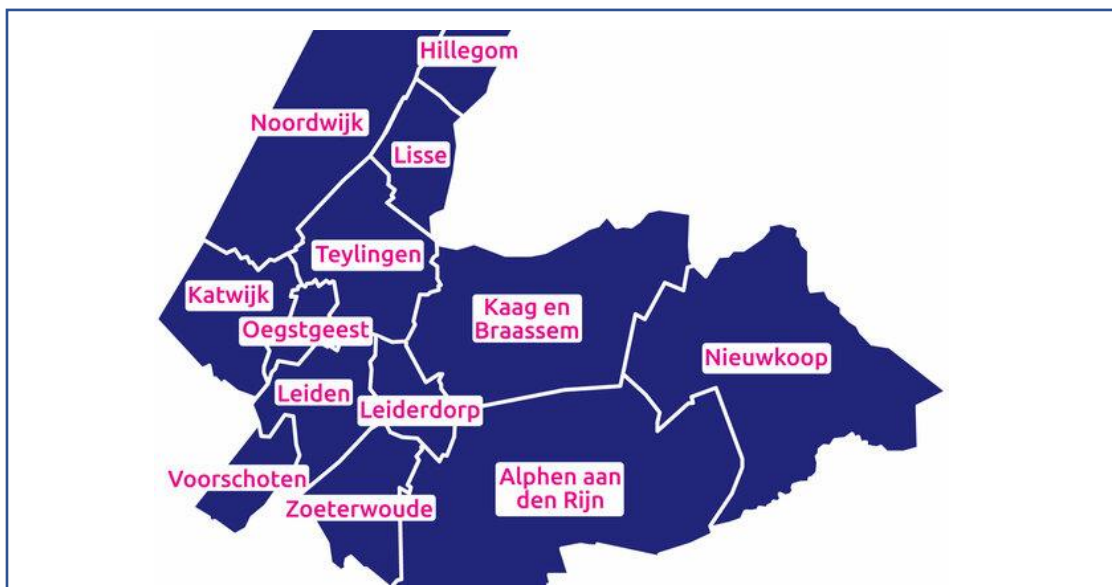 Hillegom
Noordwijk
Lisse
Teylingen
Katwijk
Kaag en
Braassem
Oegstgeest
Nieuwkoop
Leiden
Leiderdorp
Voorschoten
Alphen aan
den Rijn
Zoeterwoude